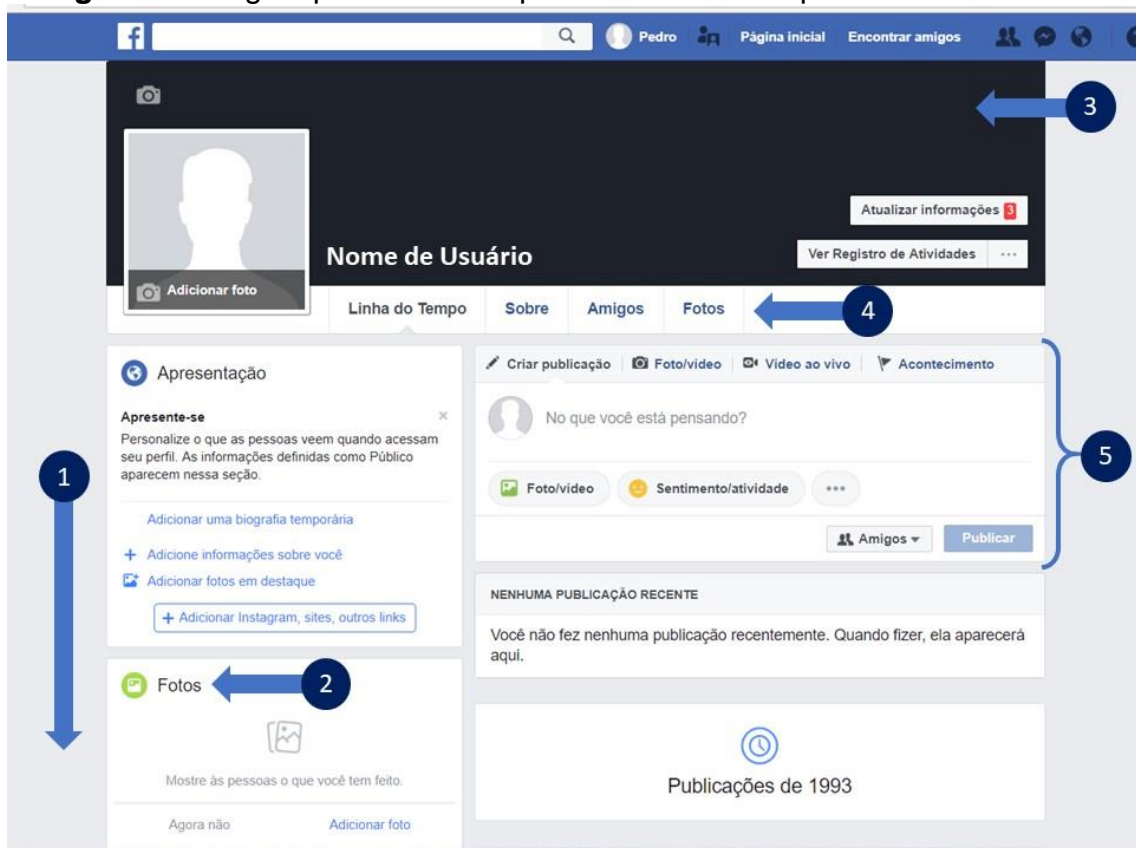 f
Pedro Página inicial Encontrar amigos
3
Atualizar informações 3
Ver Registro de Atividades ...
Nome de Usuário
Adicionar foto
Linha do Tempo Sobre Amigos Fotos
4
Apresentação
Apresente-se
Personalize o que as pessoas veem quando acessam
seu perfil. As informações definidas como Público
aparecem nessa seção.
Adicionar uma biografia temporária
+ Adicione informações sobre você
Adicionar fotos em destaque
+ Adicionar Instagram, sites, outros links
1
Fotos
2
Mostre às pessoas o que você tem feito.
Agora não Adicionar foto
Criar publicação Foto/vídeo Vídeo ao vivo Acontecimento
No que você está pensando?
Foto/vídeo Sentimento/atividade ...
Amigos Publicar
5
NENHUMA PUBLICAÇÃO RECENTE
Você não fez nenhuma publicação recentemente. Quando fizer, ela aparecerá
aqui.
Publicações de 1993